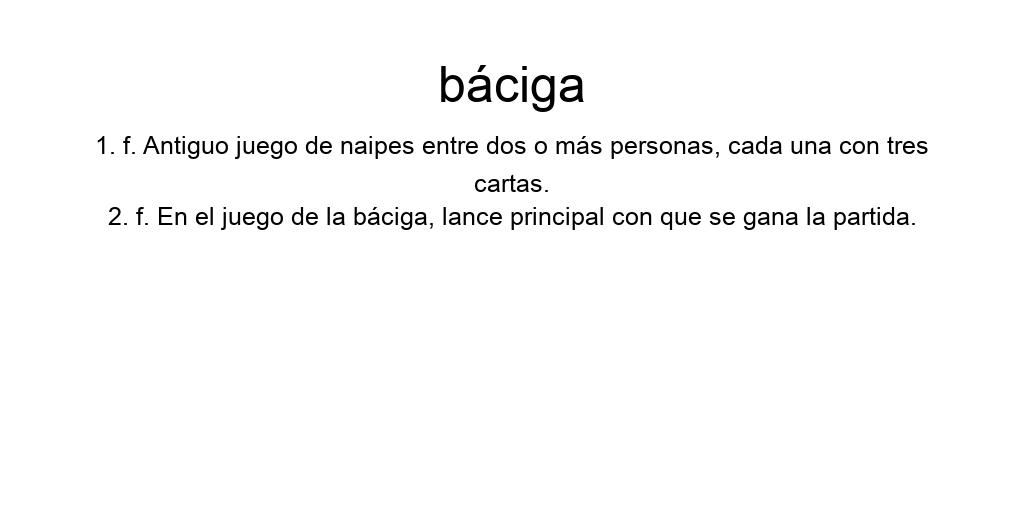 báciga
1. f. Antiguo juego de naipes entre dos o más personas, cada una con tres
cartas.
2. f. En el juego de la báciga, lance principal con que se gana la partida.